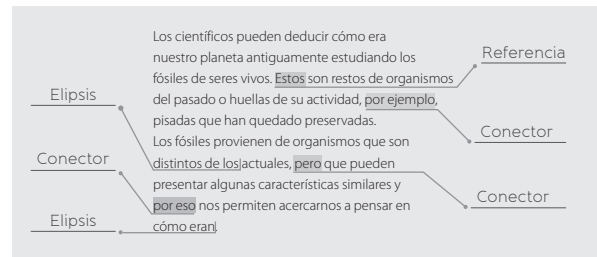 Los científicos pueden deducir cómo era
nuestro planeta antiguamente estudiando los
Referencia
fósiles de seres vivos. Estos son restos de organismos
Elipsis
del pasado o huellas de su actividad, por ejemplo,
pisadas que han quedado preservadas.
Conector
Los fósiles provienen de organismos que son
Conector
distintos de los actuales, pero que pueden
presentar algunas características similares y
Conector
por eso nos permiten acercarnos a pensar en
Elipsis
cómo eran.